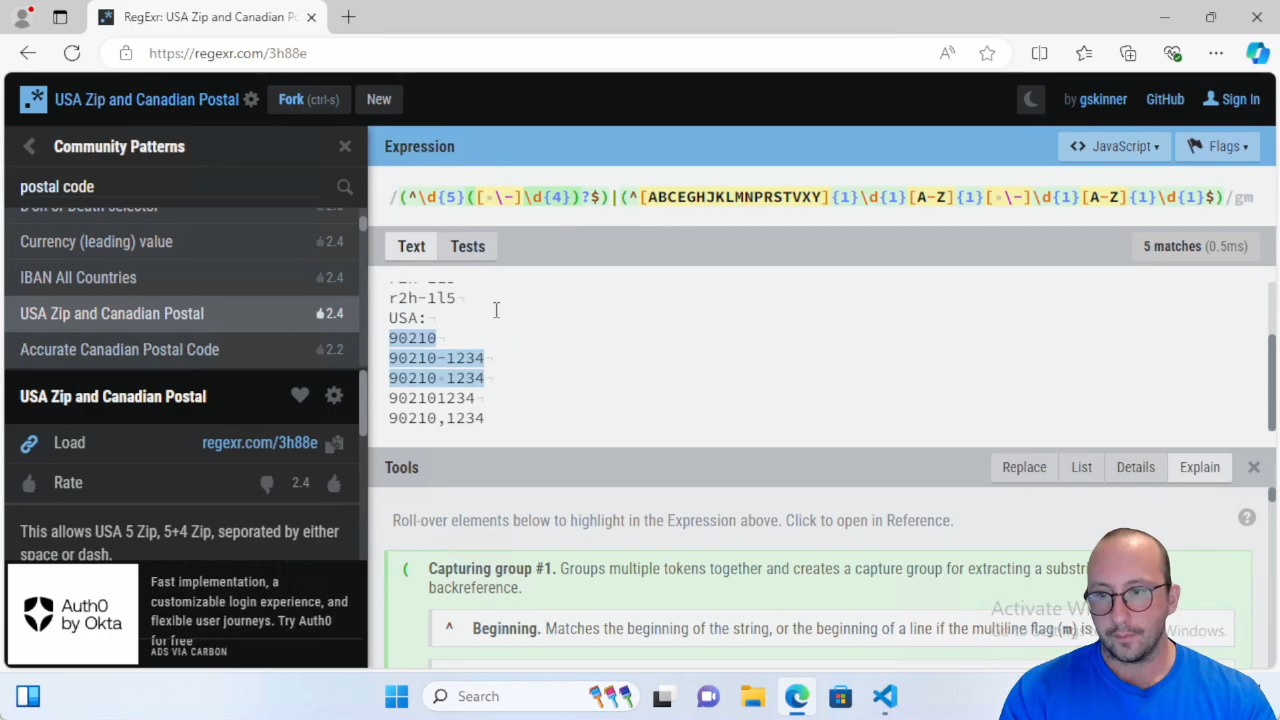 RegExr: USA Zip and Canadian Po
https://regexr.com/3h88e
USA Zip and Canadian Postal
Fork (ctrl-s)
New
by gskinner
GitHub
Sign In
Community Patterns
postal code
Currency (leading) value
2.4
IBAN All Countries
2.4
USA Zip and Canadian Postal
2.4
Accurate Canadian Postal Code
2.2
USA Zip and Canadian Postal
Load
regexr.com/3h88e
Rate
2.4
This allows USA 5 Zip, 5+4 Zip, seporated by either
space or dash.
Fast implementation, a
customizable login experience, and
flexible user journeys. Try Auth0
for free
ADS VIA CARBON
Auth0
by Okta
Expression
<> JavaScript
Flags
/(^\d{5}([ \-]\d{4})?$)|(^[ABCEGHJKLMNPRSTVXY]{1}\d{1}[A-Z]{1}[ \-]\d{1}[A-Z]{1}\d{1}$)/gm
Text
Tests
5 matches (0.5ms)
r2h-1l5
USA:
90210
90210-1234
90210 1234
902101234
90210,1234
Tools
Replace
List
Details
Explain
Roll-over elements below to highlight in the Expression above. Click to open in Reference.
( Capturing group #1. Groups multiple tokens together and creates a capture group for extracting a substri
backreference.
^ Beginning. Matches the beginning of the string, or the beginning of a line if the multiline flag (m) is
Activate W
Windows.
Search